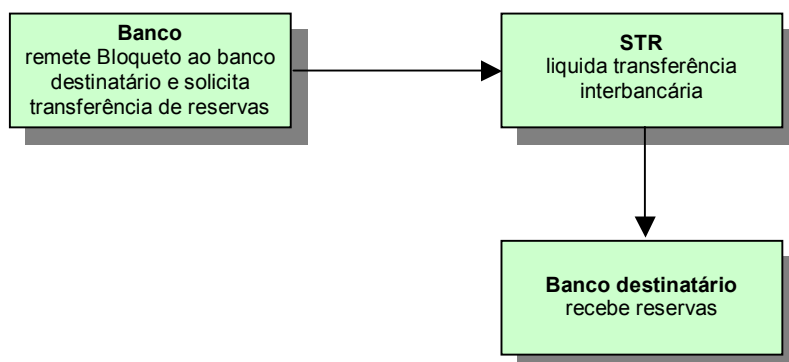 Banco
remete Bloqueto ao banco
destinatário e solicita
transferência de reservas
STR
liquida transferência
interbancária
Banco destinatário
recebe reservas